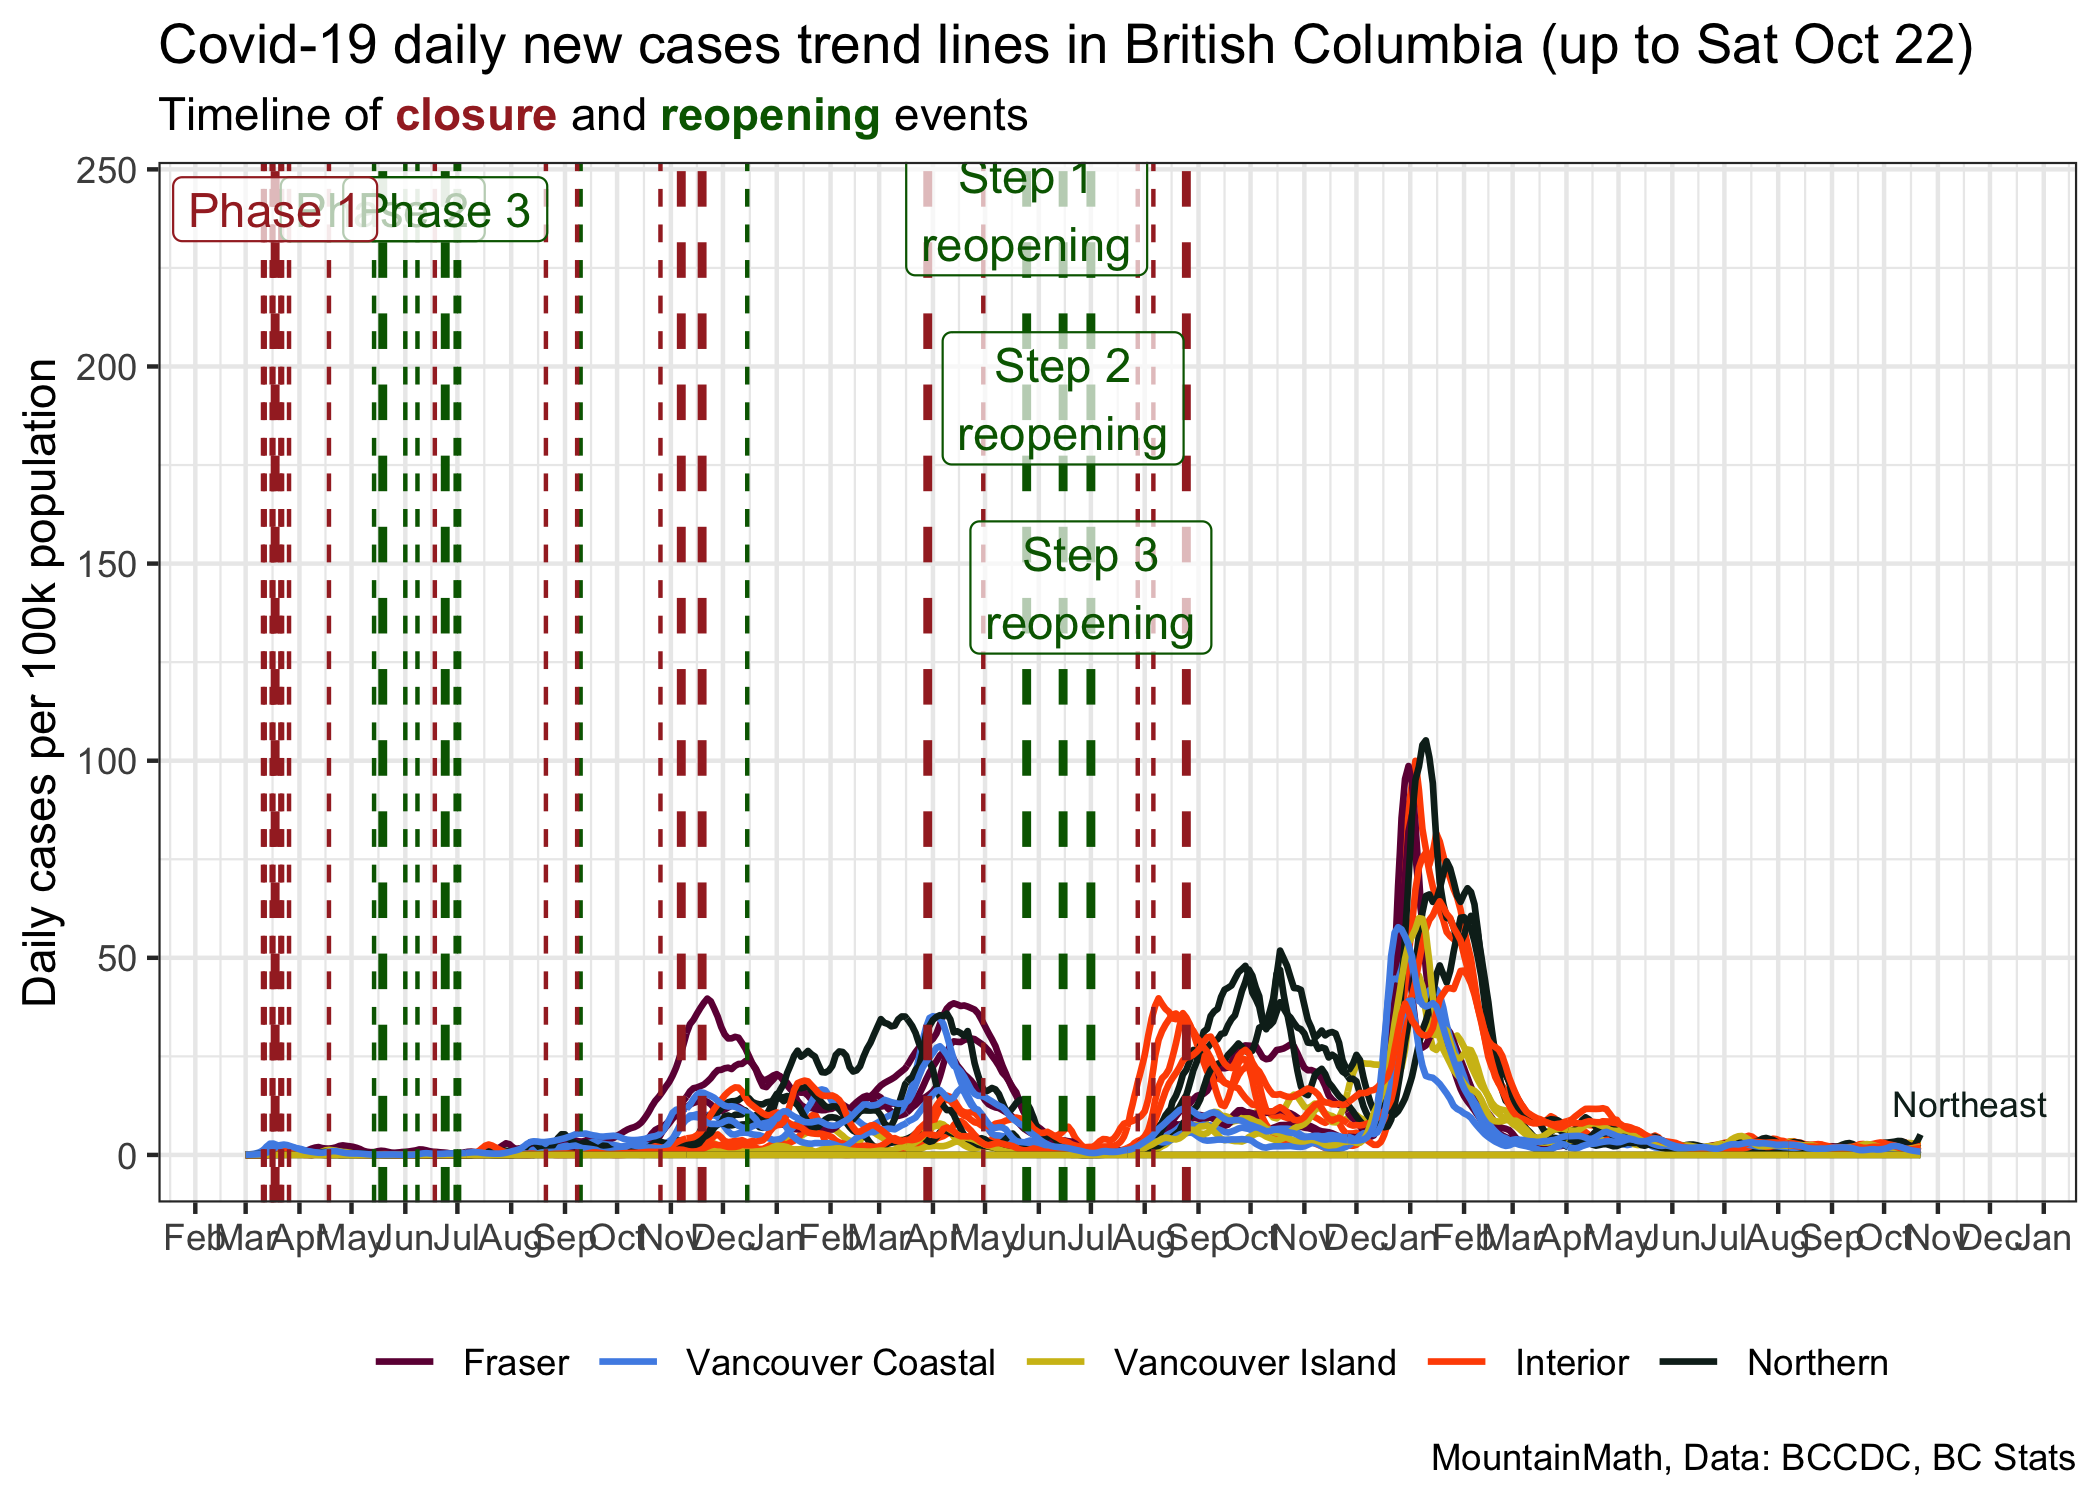 Covid-19 daily new cases trend lines in British Columbia (up to Sat Oct 22)
Timeline of closure and reopening events
Daily cases per 100k population
250
200
150
100
50
0
Phase 1
Phase 2
Phase 3
Step 1
reopening
Step 2
reopening
Step 3
reopening
Northeast
Feb Mar Apr May Jun Jul Aug Sep Oct Nov Dec Jan Feb Mar Apr May Jun Jul Aug Sep Oct Nov Dec Jan Feb Mar Apr May Jun Jul Aug Sep Oct Nov Dec Jan
Fraser Vancouver Coastal Vancouver Island Interior Northern
MountainMath, Data: BCCDC, BC Stats